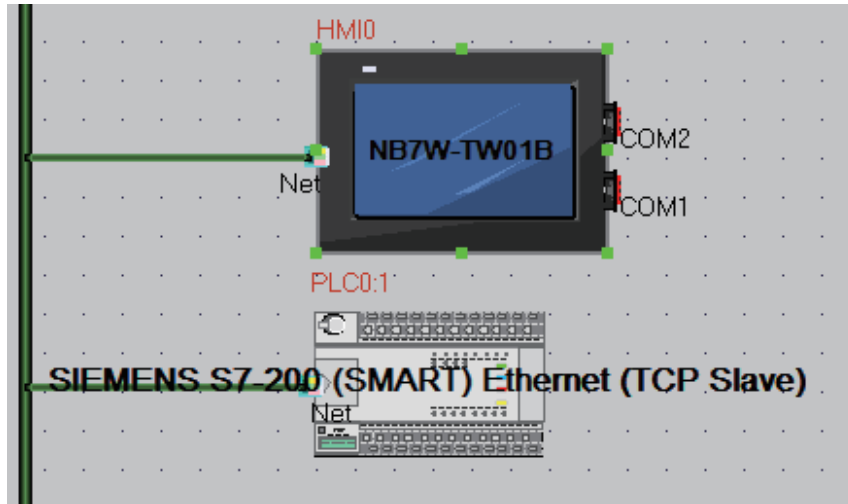 HMI0
NB7W-TW01B
COM2
Net
COM1
PLC0:1
SIEMENS S7-200 (SMART) Ethernet (TCP Slave)
Net